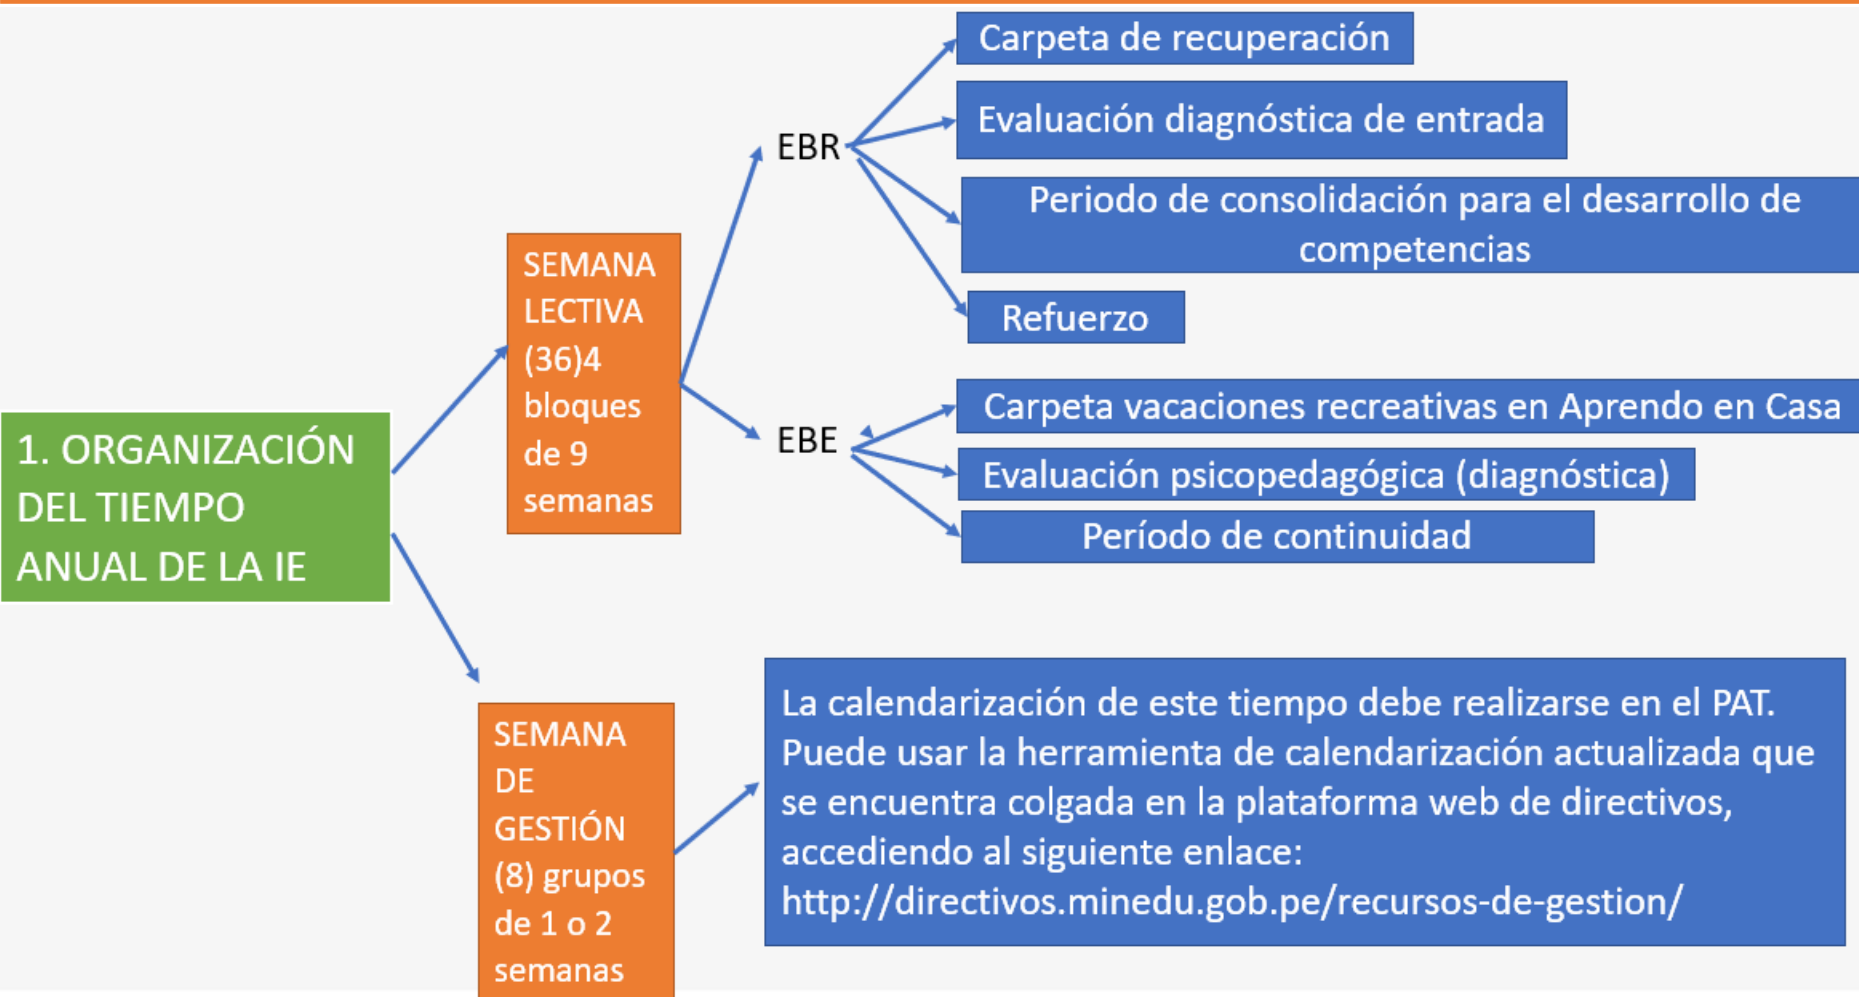 1. ORGANIZACIÓN
DEL TIEMPO
ANUAL DE LA IE
SEMANA
LECTIVA
(36)4
bloques
de 9
semanas
EBR
Carpeta de recuperación
Evaluación diagnóstica de entrada
Periodo de consolidación para el desarrollo de
competencias
Refuerzo
EBE
Carpeta vacaciones recreativas en Aprendo en Casa
Evaluación psicopedagógica (diagnóstica)
Período de continuidad
SEMANA
DE
GESTIÓN
(8) grupos
de 1 o 2
semanas
La calendarización de este tiempo debe realizarse en el PAT.
Puede usar la herramienta de calendarización actualizada que
se encuentra colgada en la plataforma web de directivos,
accediendo al siguiente enlace:
http://directivos.minedu.gob.pe/recursos-de-gestion/